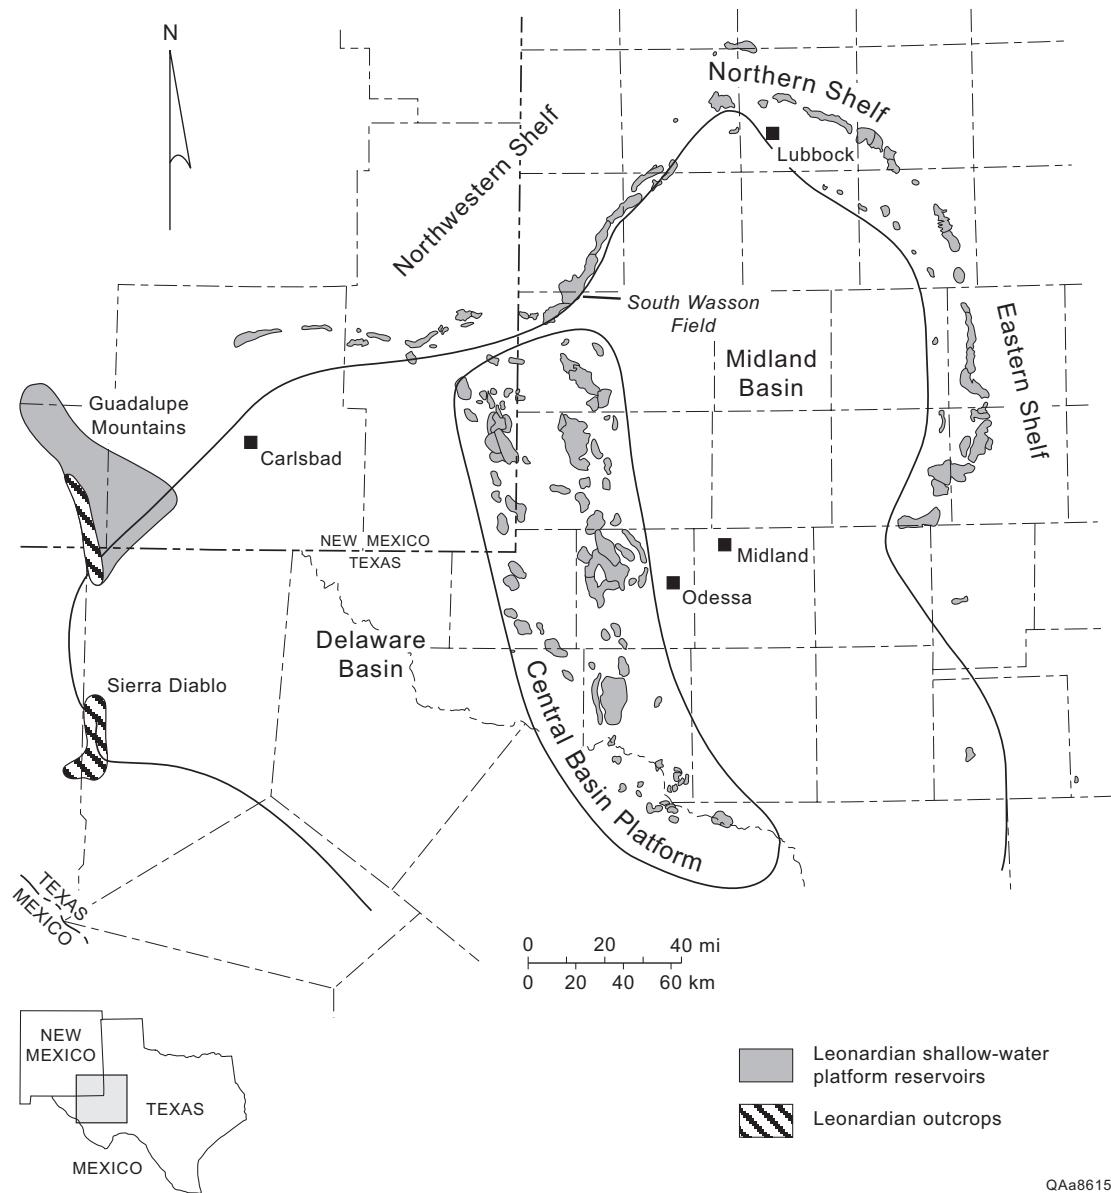 N
Northern Shelf
Lubbock
Northwestern Shelf
South Wasson
Field
Midland
Basin
Eastern Shelf
Guadalupe
Mountains
Carlsbad
NEW MEXICO
TEXAS
Midland
Odessa
Delaware
Basin
Sierra Diablo
Central Basin Platform
TEXAS
MEXICO
0 20 40 mi
0 20 40 60 km
NEW
MEXICO
TEXAS
MEXICO
Leonardian shallow-water
platform reservoirs
Leonardian outcrops
QAa8615